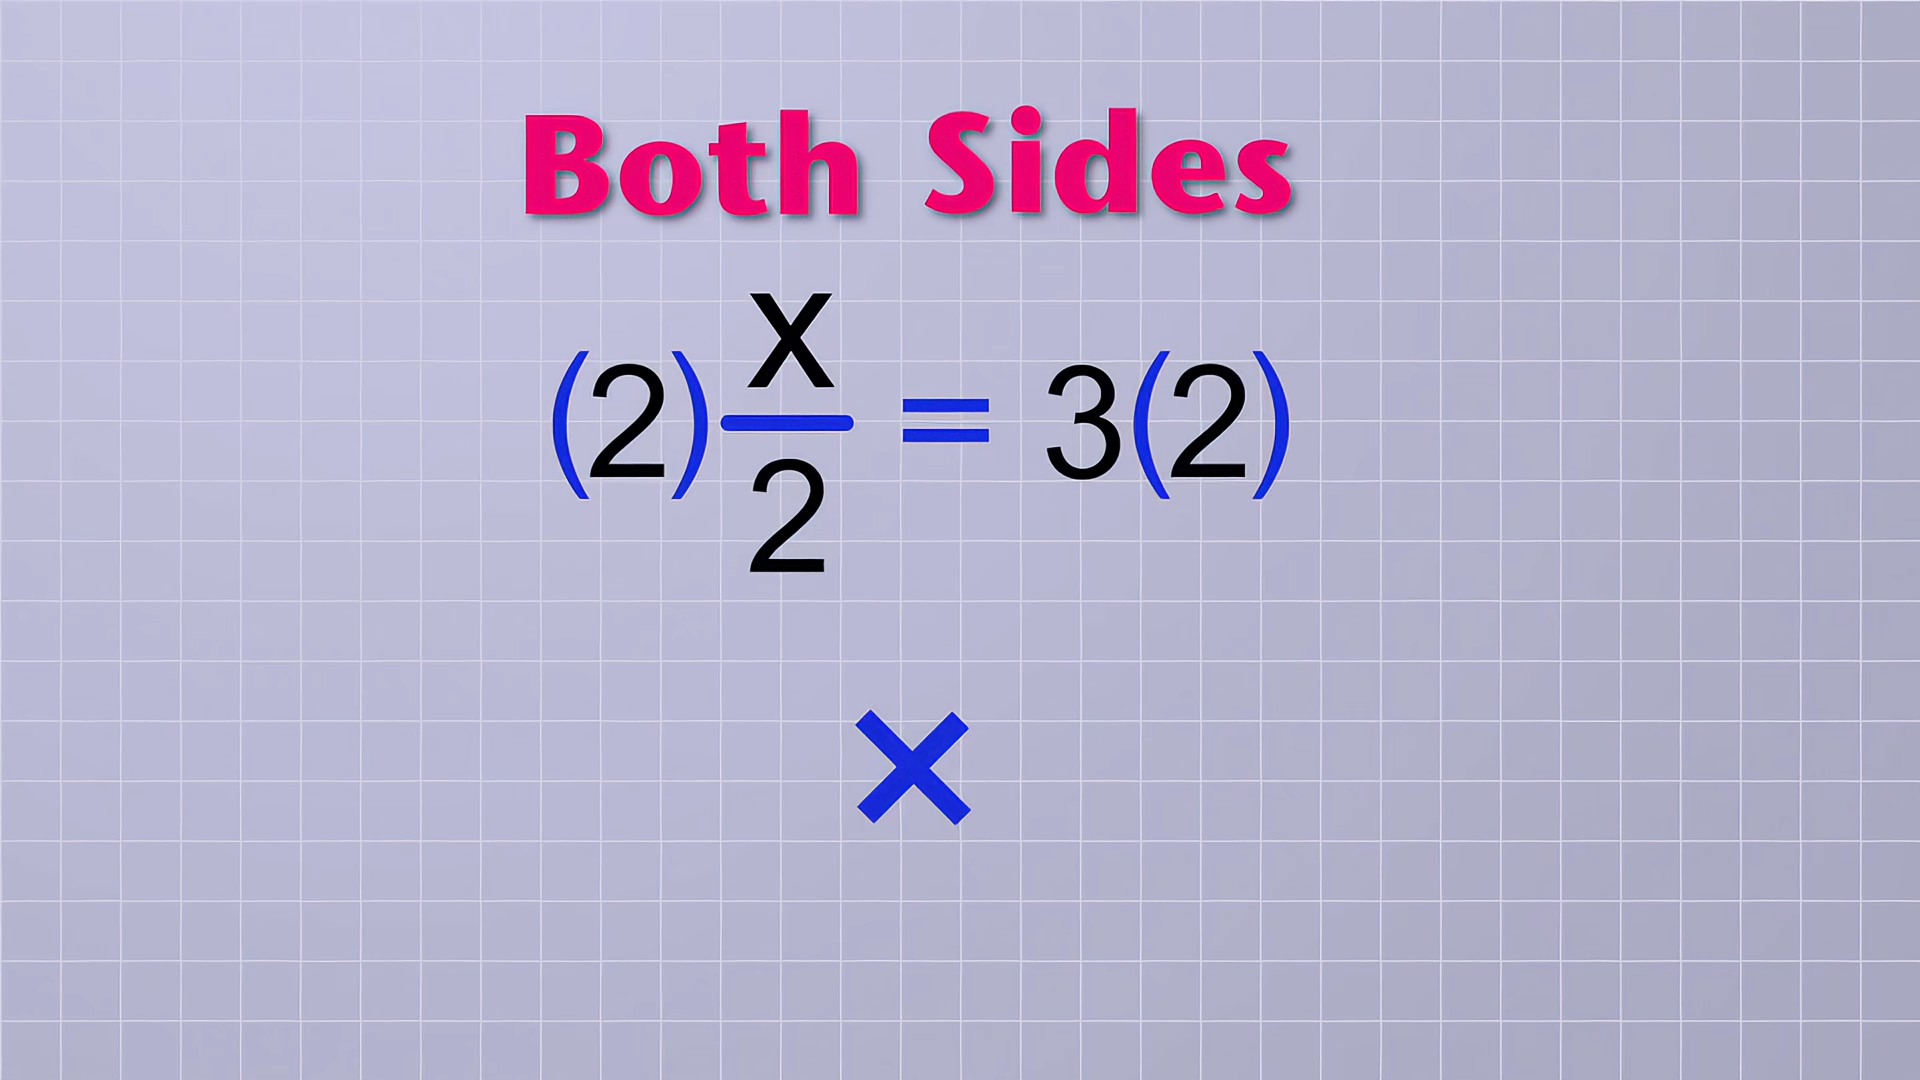 Both Sides
(2) x/2 = 3(2)
×